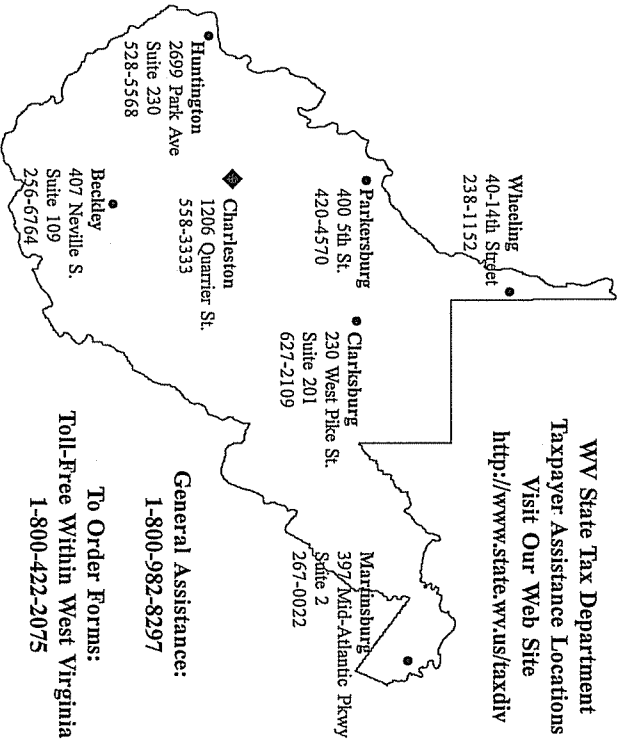 WV State Tax Department
Taxpayer Assistance Locations
Visit Our Web Site
http://www.state.wv.us/taxdiv
Wheeling
40-14th Street
238-1152
Parkersburg
400 5th St.
420-4570
Clarksburg
230 West Pike St.
Suite 201
627-2109
Martinsburg
397 Mid-Atlantic Pkwy
Suite 2
267-0022
Huntington
2699 Park Ave
Suite 230
528-5568
Charleston
1206 Quarrier St.
558-3333
Beckley
407 Neville S.
Suite 109
256-6764
General Assistance:
1-800-982-8297
To Order Forms:
Toll-Free Within West Virginia
1-800-422-2075